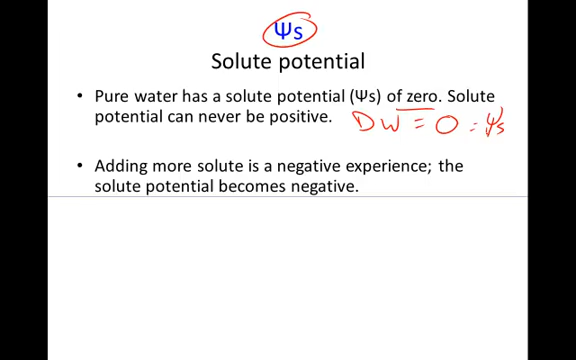 Ψs
Solute potential
• Pure water has a solute potential (Ψs) of zero. Solute
potential can never be positive.
DW = 0 = Ψs
• Adding more solute is a negative experience; the
solute potential becomes negative.